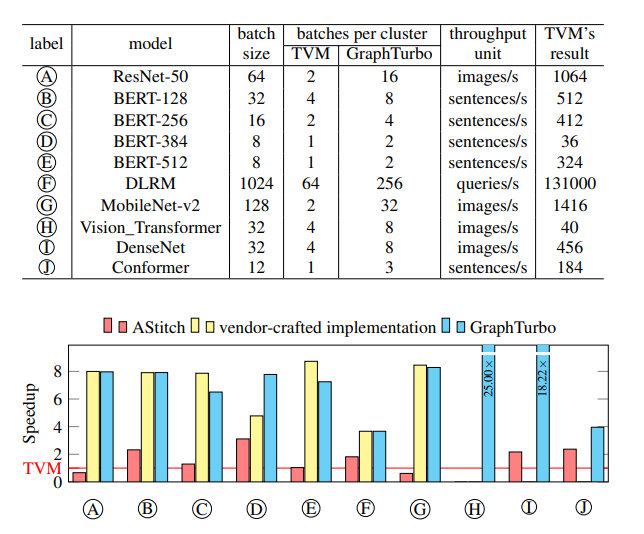 label model batch size batches per cluster TVM GraphTurbo throughput unit TVM's result
Ⓐ ResNet-50 64 2 16 images/s 1064
Ⓑ BERT-128 32 4 8 sentences/s 512
Ⓒ BERT-256 16 2 4 sentences/s 412
Ⓓ BERT-384 8 1 2 sentences/s 36
Ⓔ BERT-512 8 1 2 sentences/s 324
Ⓕ DLRM 1024 64 256 queries/s 131000
Ⓖ MobileNet-v2 128 2 32 images/s 1416
Ⓗ Vision_Transformer 32 4 8 images/s 40
Ⓘ DenseNet 32 4 8 images/s 456
Ⓙ Conformer 12 1 3 sentences/s 184
AStitch vendor-crafted implementation GraphTurbo
Speedup
8
6
4
2
TVM
0
25.00×
18.22×
Ⓐ Ⓑ Ⓒ Ⓓ Ⓔ Ⓕ Ⓖ Ⓗ Ⓘ Ⓙ